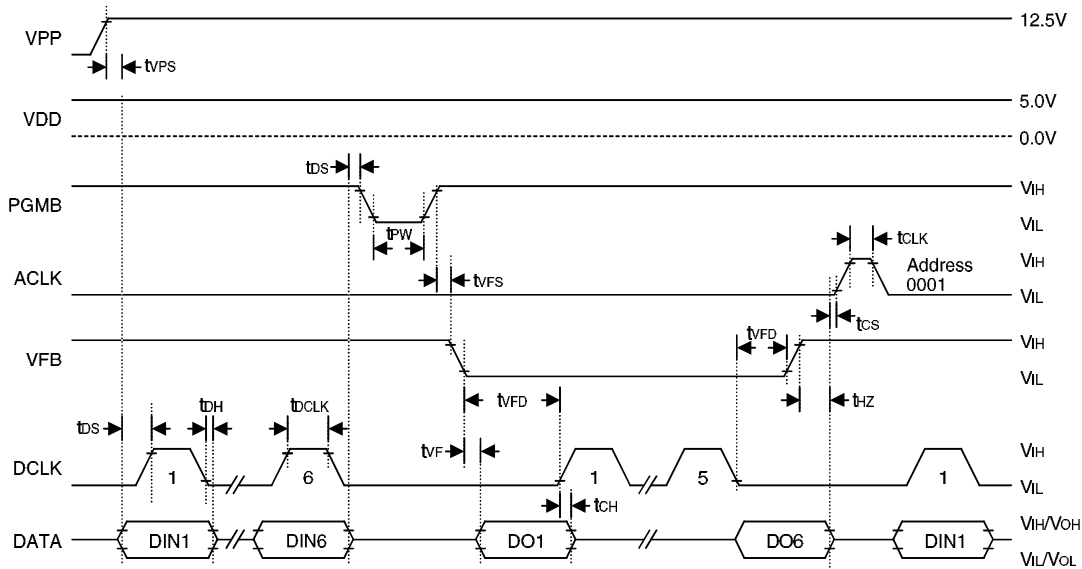 VPP
12.5V
tVPS
VDD
5.0V
0.0V
tDS
PGMB
VIH
VIL
tPW
tCLK
ACLK
tVFS
Address
0001
VIH
VIL
tCS
VFB
tVFD
VIH
VIL
tVFD
tHZ
tDS
tDH
tDCLK
tVF
DCLK
1
6
1
5
1
VIH
VIL
tCH
DATA
DIN1
DIN6
DO1
DO6
DIN1
VIH/VOH
VIL/VOL